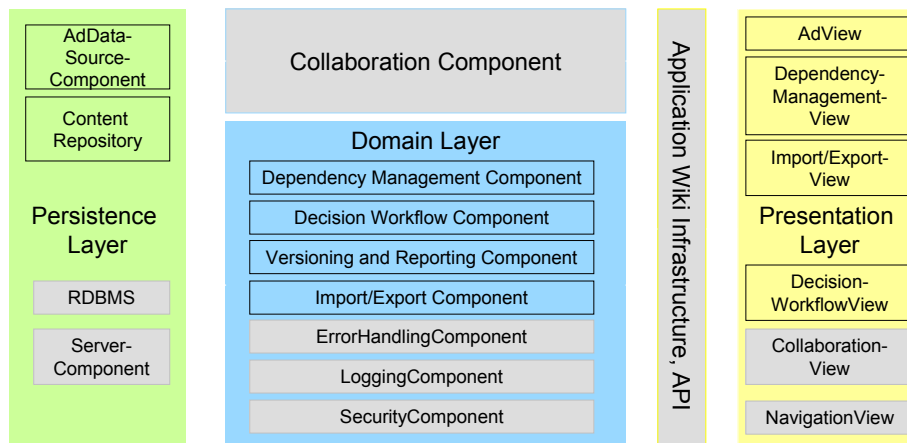 AdData-
Source-
Component
Content
Repository
Persistence
Layer
RDBMS
Server-
Component
Collaboration Component
Domain Layer
Dependency Management Component
Decision Workflow Component
Versioning and Reporting Component
Import/Export Component
ErrorHandlingComponent
LoggingComponent
SecurityComponent
Application Wiki Infrastructure, API
AdView
Dependency-
Management-
View
Import/Export-
View
Presentation
Layer
Decision-
WorkflowView
Collaboration-
View
NavigationView